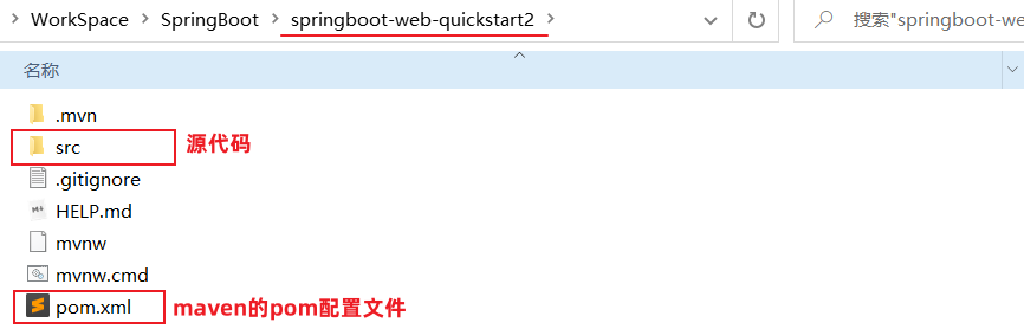 WorkSpace > SpringBoot > springboot-web-quickstart2 >
搜索"springboot-we
名称
.mvn
src 源代码
.gitignore
HELP.md
mvnw
mvnw.cmd
pom.xml maven的pom配置文件